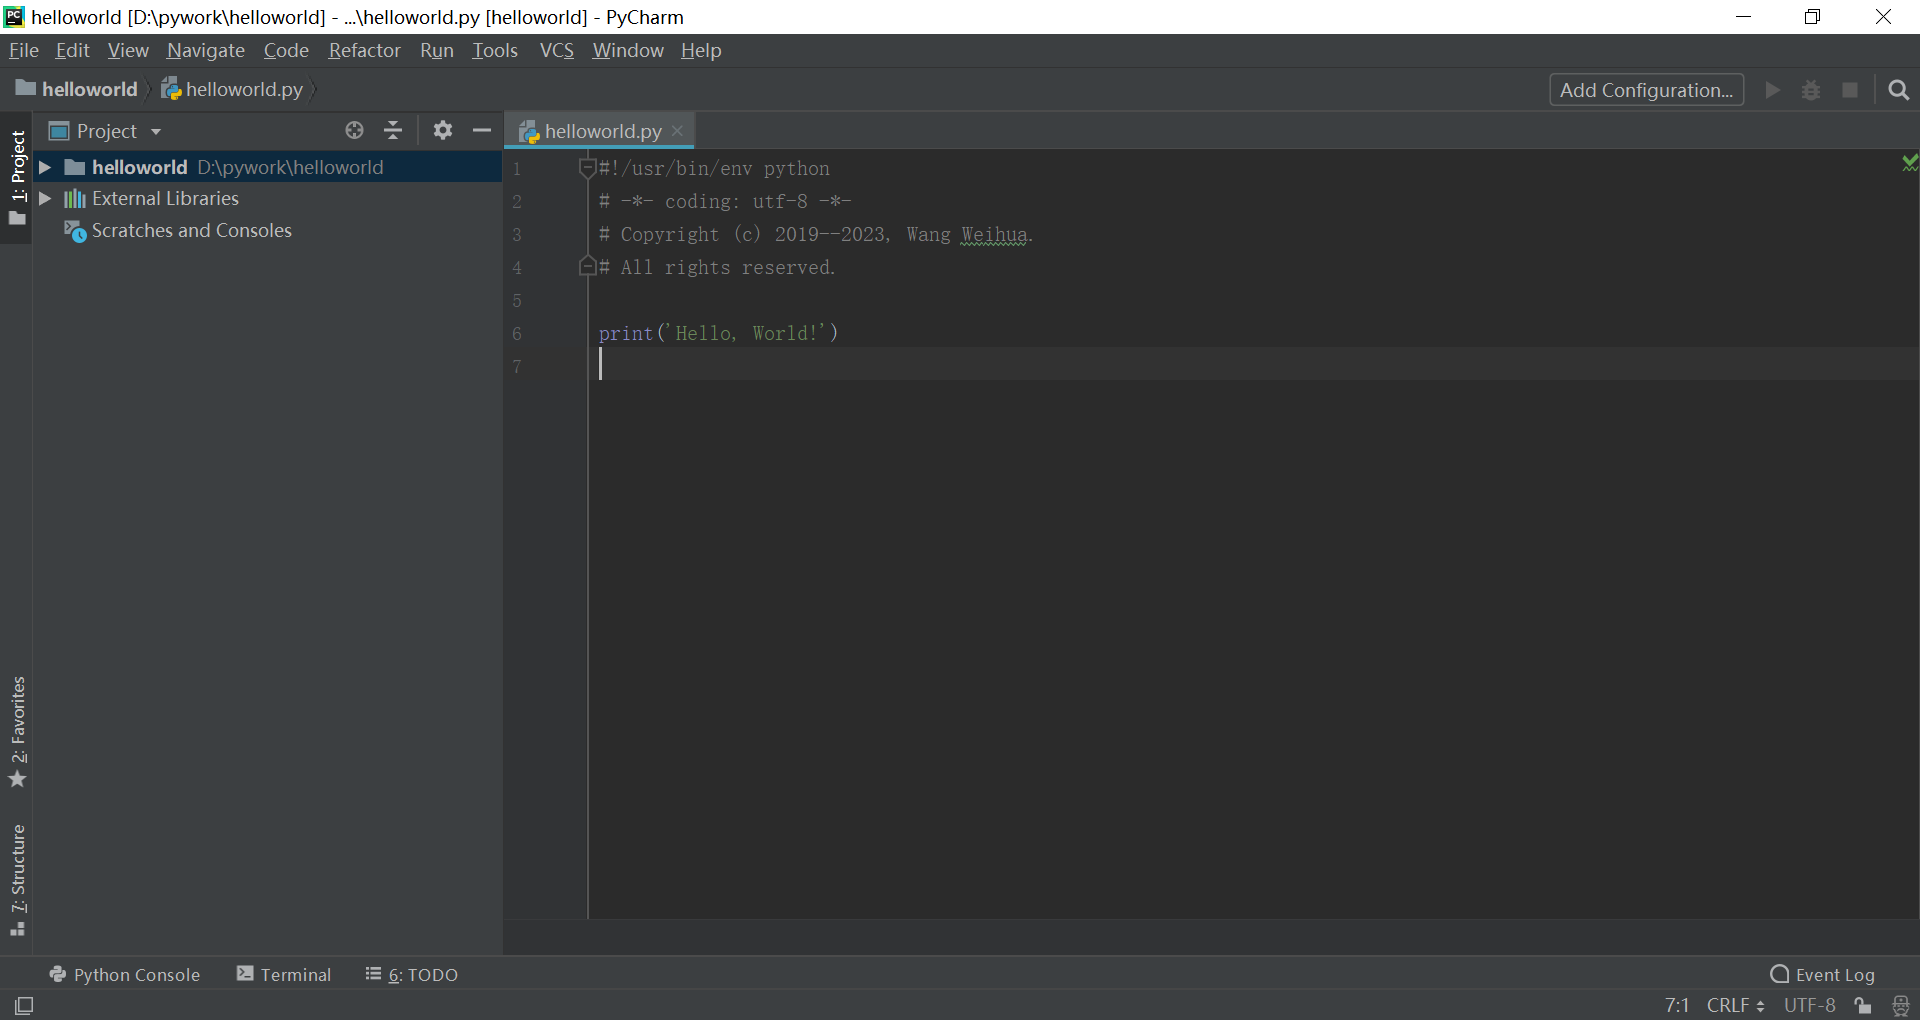 helloworld [D:\pywork\helloworld] - ...\helloworld.py [helloworld] - PyCharm
File Edit View Navigate Code Refactor Run Tools VCS Window Help
helloworld helloworld.py Add Configuration...
1: Project
Project
helloworld.py
helloworld D:\pywork\helloworld
External Libraries
Scratches and Consoles
1 #!/usr/bin/env python
2 # -*- coding: utf-8 -*-
3 # Copyright (c) 2019--2023, Wang Weihua.
4 # All rights reserved.
5
6 print('Hello, World!')
7
2: Favorites
7: Structure
Python Console Terminal 6: TODO Event Log
7:1 CRLF UTF-8